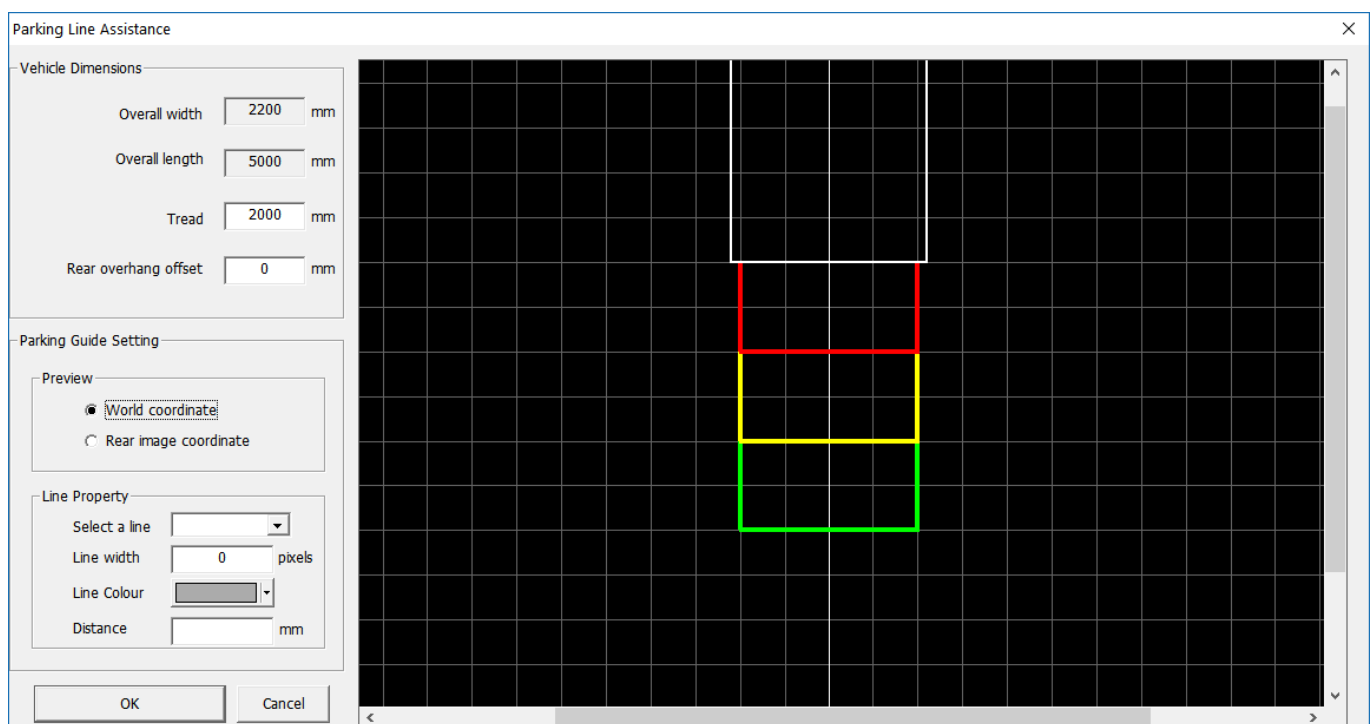 Parking Line Assistance
Vehicle Dimensions
Overall width 2200 mm
Overall length 5000 mm
Tread 2000 mm
Rear overhang offset 0 mm
Parking Guide Setting
Preview
World coordinate
Rear image coordinate
Line Property
Select a line
Line width 0 pixels
Line Colour
Distance mm
OK Cancel